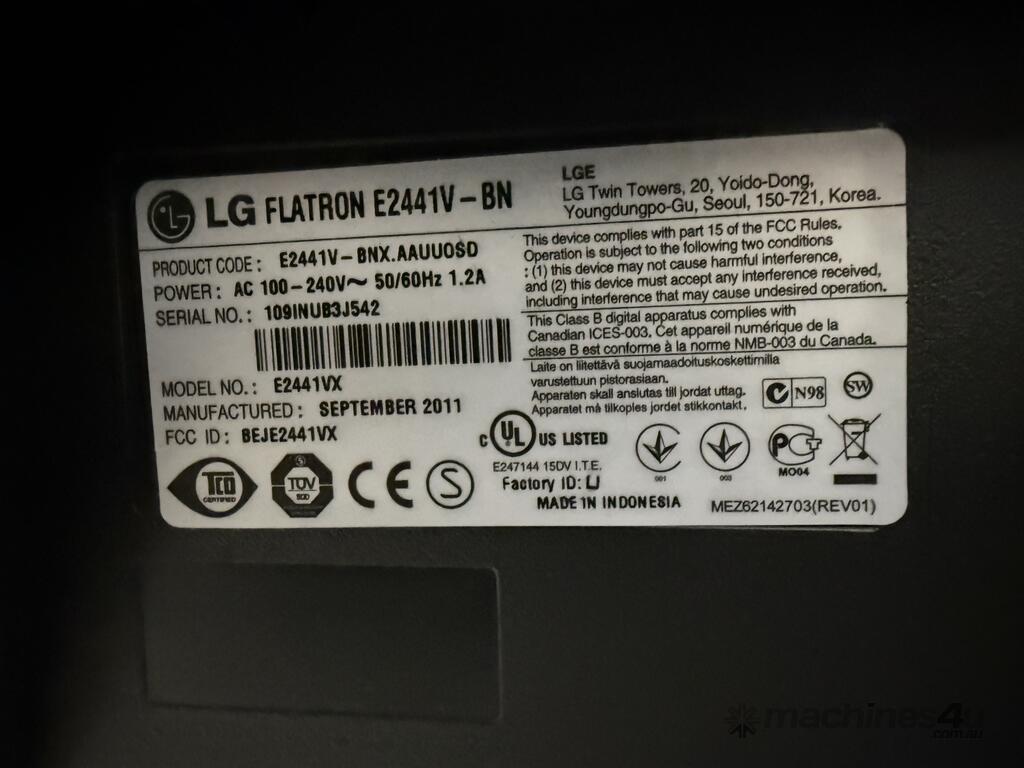 LG FLATRON E2441V-BN
LGE
LG Twin Towers, 20, Yoido-Dong,
Youngdungpo-Gu, Seoul, 150-721, Korea.
PRODUCT CODE : E2441V-BNX.AAUUOSD
POWER : AC 100-240V~ 50/60Hz 1.2A
SERIAL NO. : 109INUB3J542
MODEL NO. : E2441VX
MANUFACTURED : SEPTEMBER 2011
FCC ID : BEJE2441VX
This device complies with part 15 of the FCC Rules.
Operation is subject to the following two conditions
: (1) this device may not cause harmful interference,
and (2) this device must accept any interference received,
including interference that may cause undesired operation.
This Class B digital apparatus complies with
Canadian ICES-003. Cet appareil numérique de la
classe B est conforme à la norme NMB-003 du Canada.
Laite on liitettävä suojamaadoituskoskettimilla
varustettuun pistorasiaan.
Apparaten skall anslutas till jordat uttag.
Apparatet må tilkoples jordet stikkontakt.
N98
SW
c UL US LISTED
E247144 15DV I.T.E.
Factory ID: U
MADE IN INDONESIA
001
003
MO04
MEZ62142703(REV01)
TCO
CERTIFIED
TÜV
CE
S
machines4u
.com.au